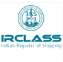 IRCLASS
Indian Register of Shipping